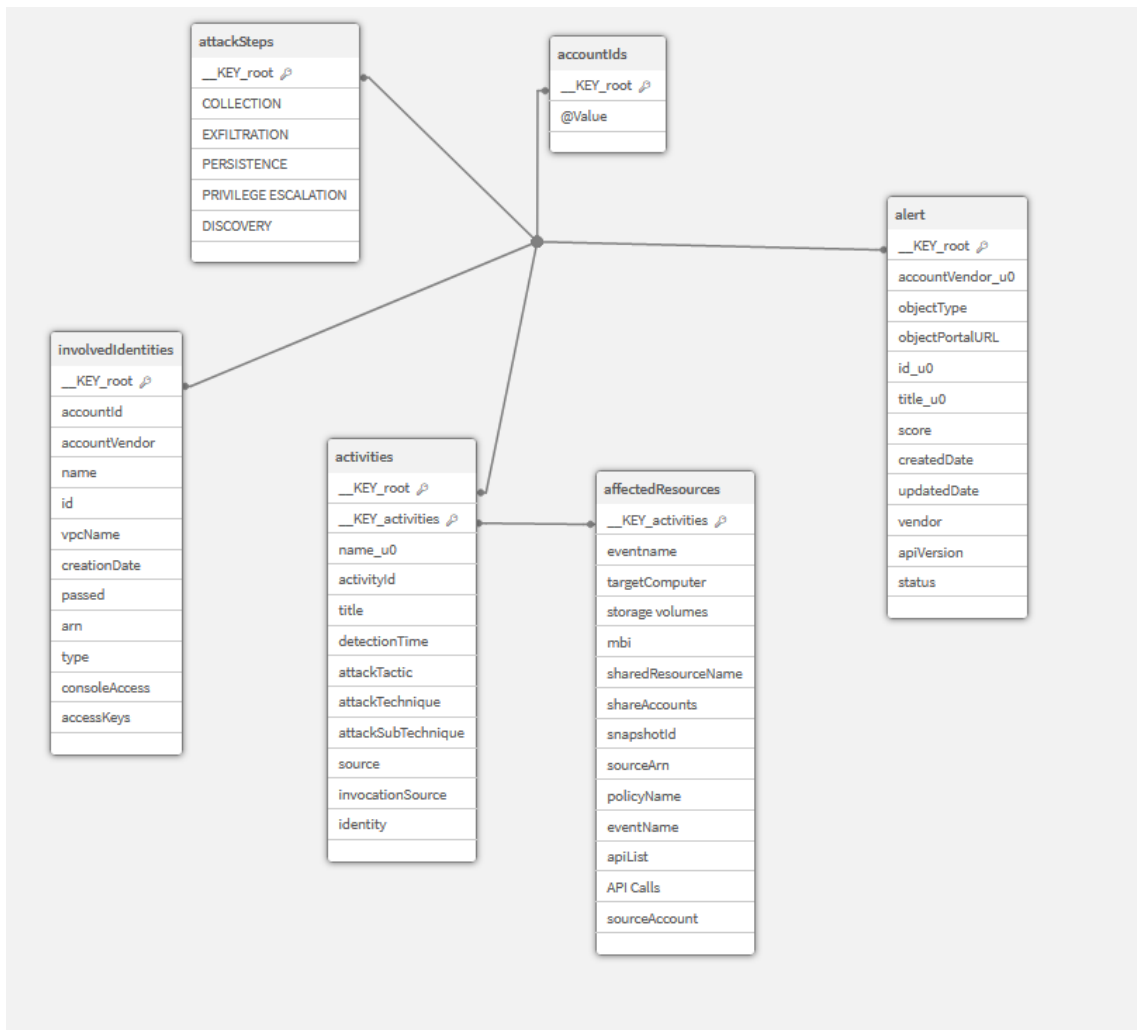 attackSteps
__KEY_root
COLLECTION
EXFILTRATION
PERSISTENCE
PRIVILEGE ESCALATION
DISCOVERY
accountIds
__KEY_root
@Value
alert
__KEY_root
accountVendor_u0
objectType
objectPortalURL
id_u0
title_u0
score
createdDate
updatedDate
vendor
apiVersion
status
involvedIdentities
__KEY_root
accountId
accountVendor
name
id
vpcName
creationDate
passed
arn
type
consoleAccess
accessKeys
activities
__KEY_root
__KEY_activities
name_u0
activityId
title
detectionTime
attackTactic
attackTechnique
attackSubTechnique
source
invocationSource
identity
affectedResources
__KEY_activities
eventname
targetComputer
storage volumes
mbi
sharedResourceName
shareAccounts
snapshotId
sourceArn
policyName
eventName
apiList
API Calls
sourceAccount